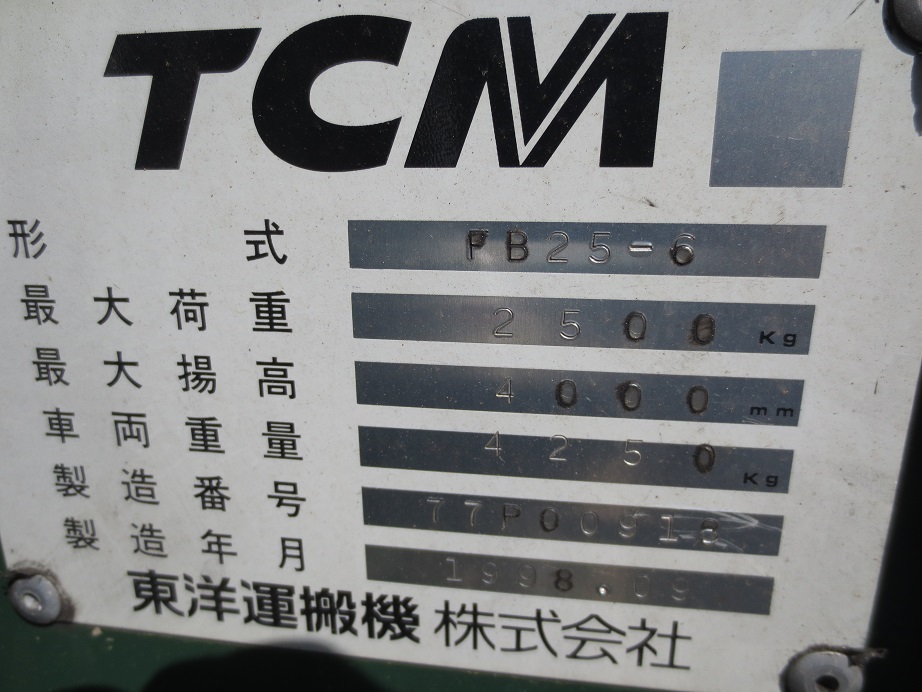 TCM
形式 FB25-6
最大荷重 2500 Kg
最大揚高 4000 mm
車両重量 4250 Kg
製造番号 77P00918
製造年月 1998.09
東洋運搬機株式会社